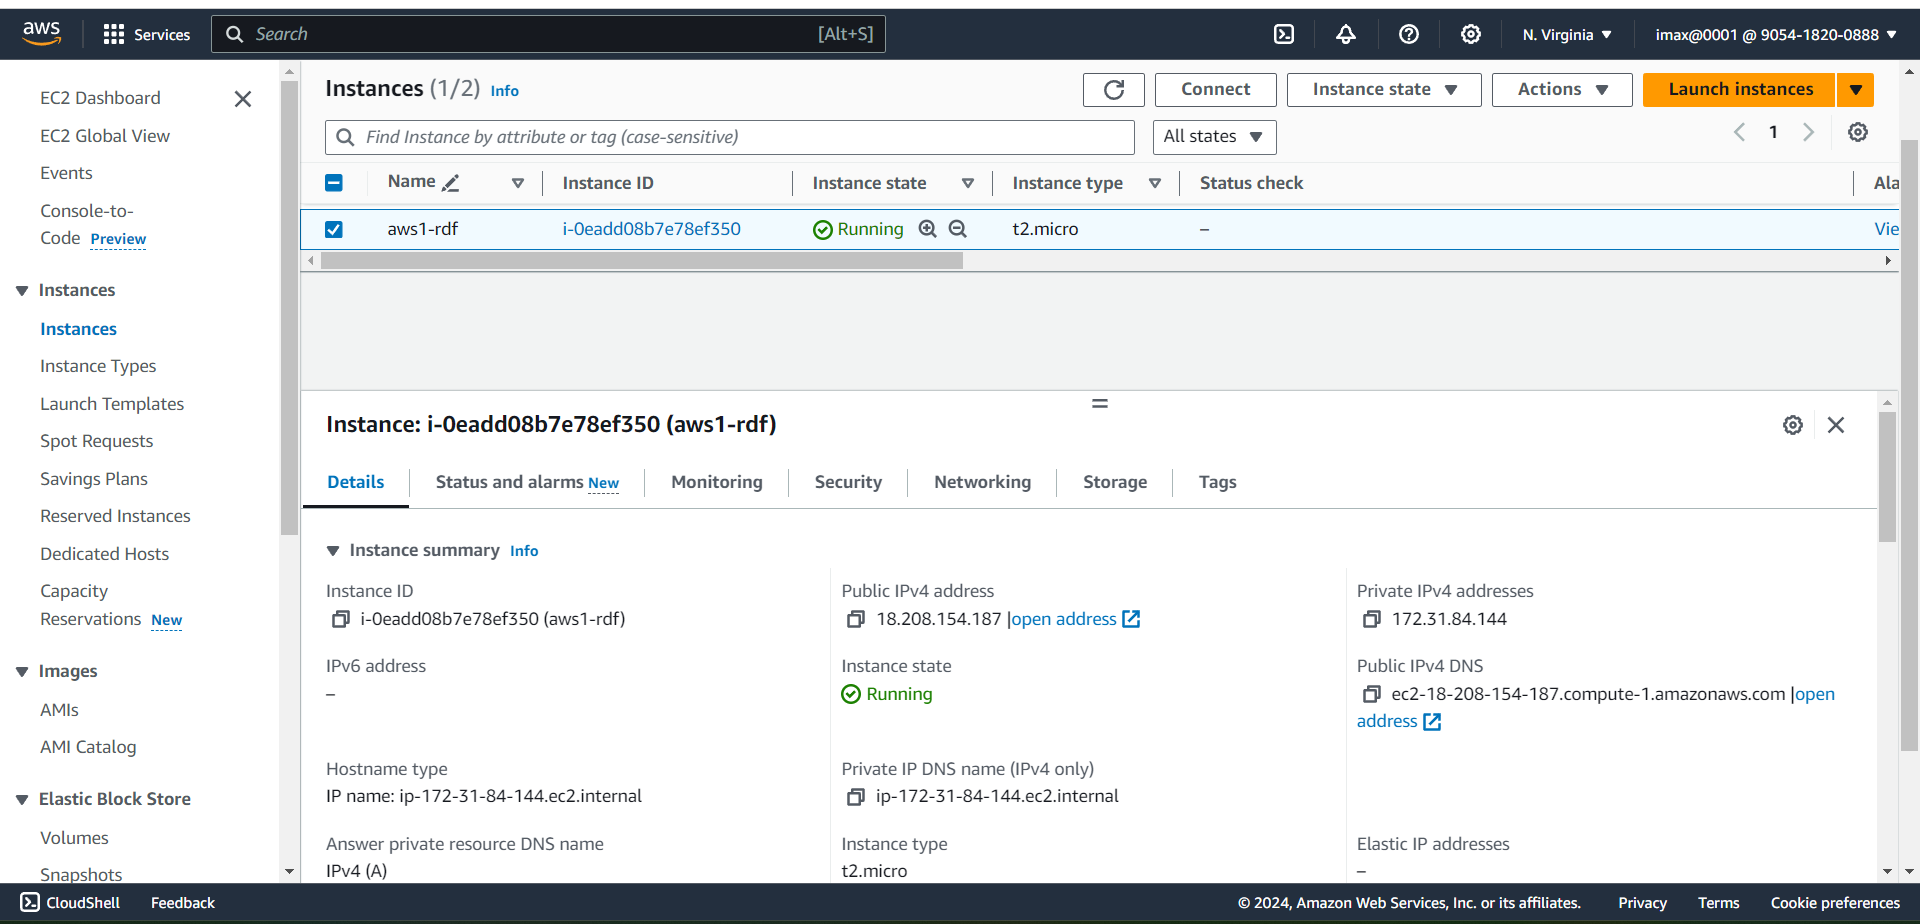 aws
Services
Search
[Alt+S]
N. Virginia
imax@0001 @ 9054-1820-0888
EC2 Dashboard
EC2 Global View
Events
Console-to-
Code Preview
Instances
Instances
Instance Types
Launch Templates
Spot Requests
Savings Plans
Reserved Instances
Dedicated Hosts
Capacity
Reservations New
Images
AMIs
AMI Catalog
Elastic Block Store
Volumes
Snapshots
Instances (1/2) Info
Connect
Instance state
Actions
Launch instances
Find Instance by attribute or tag (case-sensitive)
All states
1
Name Instance ID Instance state Instance type Status check Ala
aws1-rdf i-0eadd08b7e78ef350 Running t2.micro – Vie
Instance: i-0eadd08b7e78ef350 (aws1-rdf)
Details Status and alarms New Monitoring Security Networking Storage Tags
Instance summary Info
Instance ID
i-0eadd08b7e78ef350 (aws1-rdf)
Public IPv4 address
18.208.154.187 |open address
Private IPv4 addresses
172.31.84.144
IPv6 address
–
Instance state
Running
Public IPv4 DNS
ec2-18-208-154-187.compute-1.amazonaws.com |open
address
Hostname type
IP name: ip-172-31-84-144.ec2.internal
Private IP DNS name (IPv4 only)
ip-172-31-84-144.ec2.internal
Answer private resource DNS name
IPv4 (A)
Instance type
t2.micro
Elastic IP addresses
–
CloudShell Feedback
© 2024, Amazon Web Services, Inc. or its affiliates. Privacy Terms Cookie preferences